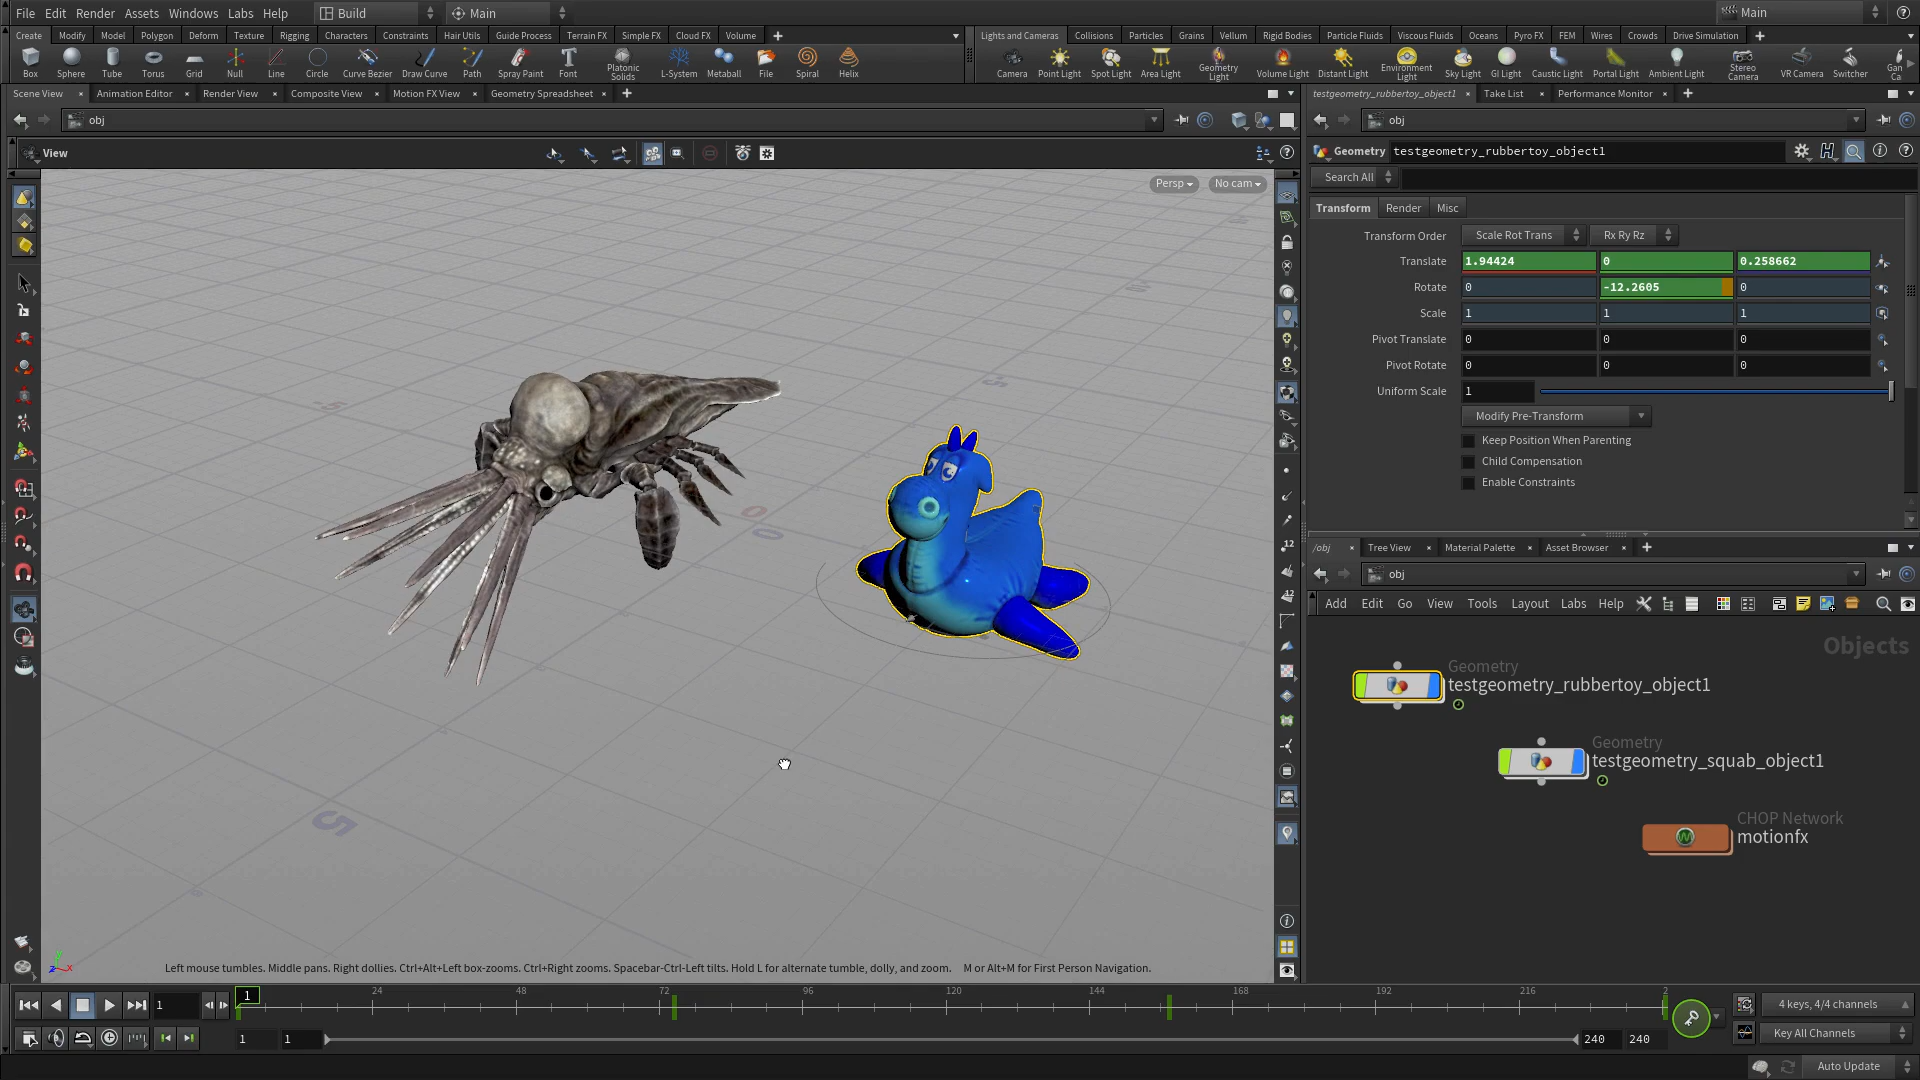 File Edit Render Assets Windows Labs Help Build Main Main
Create Modify Model Polygon Deform Texture Rigging Characters Constraints Hair Utils Guide Process Terrain FX Simple FX Cloud FX Volume
Lights and Cameras Collisions Particles Grains Vellum Rigid Bodies Particle Fluids Viscous Fluids Oceans Pyro FX FEM Wires Crowds Drive Simulation
Box Sphere Tube Torus Grid Null Line Circle Curve Bezier Draw Curve Path Spray Paint Font Platonic Solids L-System Metaball File Spiral Helix
Camera Point Light Spot Light Area Light Geometry Light Volume Light Distant Light Environment Light Sky Light GI Light Caustic Light Portal Light Ambient Light Stereo Camera VR Camera Switcher Gan Ca
Scene View Animation Editor Render View Composite View Motion FX View Geometry Spreadsheet
testgeometry_rubbertoy_object1 Take List Performance Monitor
obj
obj
View
Geometry testgeometry_rubbertoy_object1
Persp No cam
Search All
Transform Render Misc
Transform Order Scale Rot Trans Rx Ry Rz
Translate 1.94424 0 0.258662
Rotate 0 -12.2605 0
Scale 1 1 1
Pivot Translate 0 0 0
Pivot Rotate 0 0 0
Uniform Scale 1
Modify Pre-Transform
Keep Position When Parenting
Child Compensation
Enable Constraints
/obj Tree View Material Palette Asset Browser
obj
Add Edit Go View Tools Layout Labs Help
Objects
Geometry
testgeometry_rubbertoy_object1
Geometry
testgeometry_squab_object1
CHOP Network
motionfx
12
12
5
5
0
0
Left mouse tumbles. Middle pans. Right dollies. Ctrl+Alt+Left box-zooms. Ctrl+Right zooms. Spacebar-Ctrl-Left tilts. Hold L for alternate tumble, dolly, and zoom. M or Alt+M for First Person Navigation.
y
z x
1 1 24 48 72 96 120 144 168 192 216 2
4 keys, 4/4 channels
1 1 240 240 Key All Channels
Auto Update